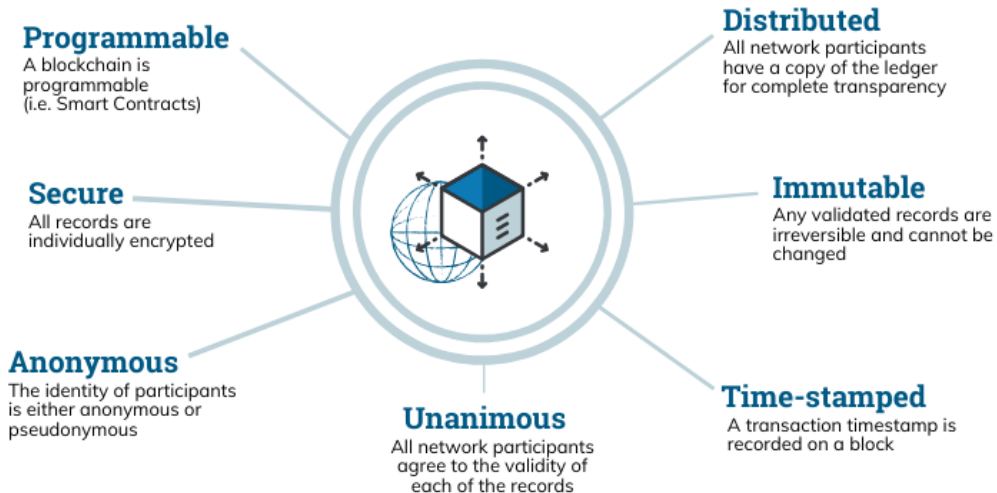 Programmable
A blockchain is
programmable
(i.e. Smart Contracts)
Distributed
All network participants
have a copy of the ledger
for complete transparency
Secure
All records are
individually encrypted
Immutable
Any validated records are
irreversible and cannot be
changed
Anonymous
The identity of participants
is either anonymous or
pseudonymous
Unanimous
All network participants
agree to the validity of
each of the records
Time-stamped
A transaction timestamp is
recorded on a block